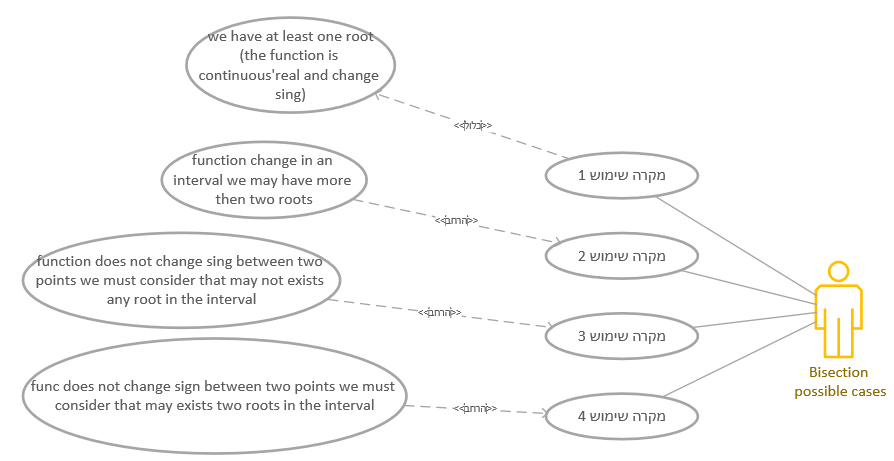 we have at least one root
(the function is
continuous'real and change
sing)
<<כלול>>
function change in an
interval we may have more
then two roots
מקרה שימוש 1
<<הרחב>>
מקרה שימוש 2
function does not change sing between two
points we must consider that may not exists
any root in the interval
<<הרחב>>
מקרה שימוש 3
func does not change sign between two points we must
consider that may exists two roots in the interval
<<הרחב>>
מקרה שימוש 4
Bisection
possible cases